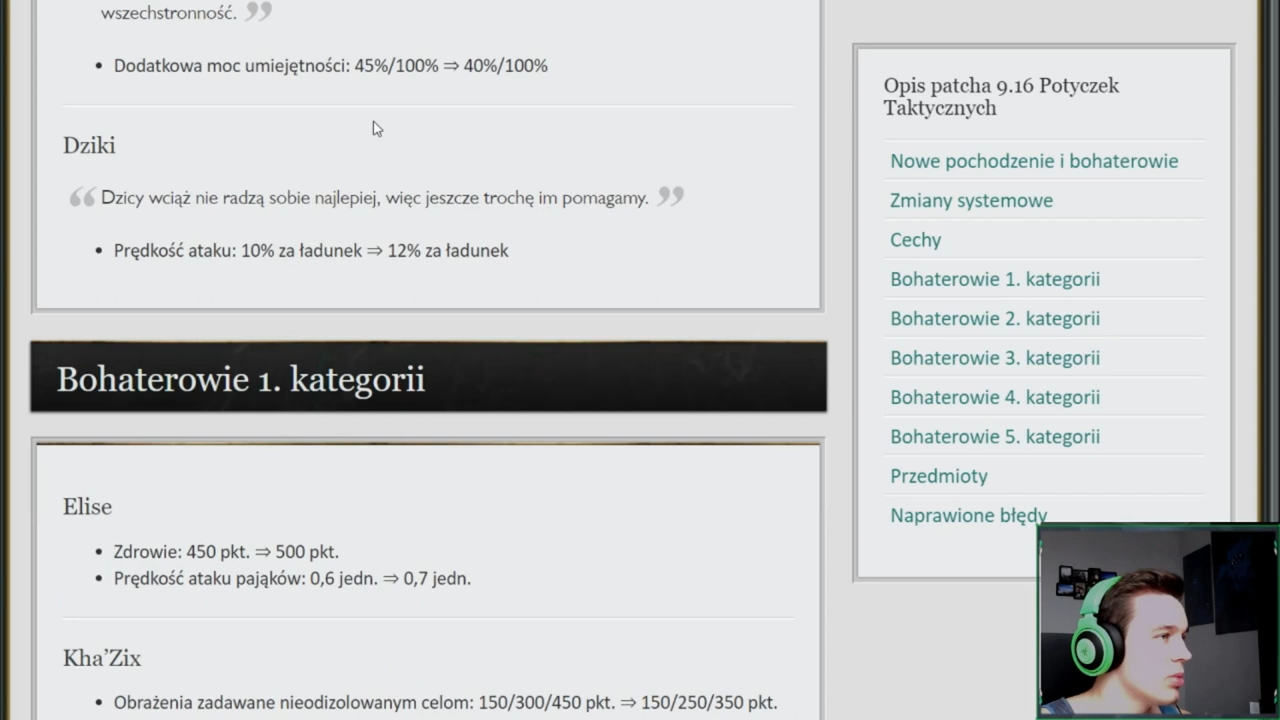 wszechstronność.
Dodatkowa moc umiejętności: 45%/100% ⇒ 40%/100%
Dziki
Dzicy wciąż nie radzą sobie najlepiej, więc jeszcze trochę im pomagamy.
Prędkość ataku: 10% za ładunek ⇒ 12% za ładunek
Bohaterowie 1. kategorii
Elise
Zdrowie: 450 pkt. ⇒ 500 pkt.
Prędkość ataku pająków: 0,6 jedn. ⇒ 0,7 jedn.
Kha’Zix
Obrażenia zadawane nieodizolowanym celom: 150/300/450 pkt. ⇒ 150/250/350 pkt.
Opis patcha 9.16 Potyczek
Taktycznych
Nowe pochodzenie i bohaterowie
Zmiany systemowe
Cechy
Bohaterowie 1. kategorii
Bohaterowie 2. kategorii
Bohaterowie 3. kategorii
Bohaterowie 4. kategorii
Bohaterowie 5. kategorii
Przedmioty
Naprawione błędy